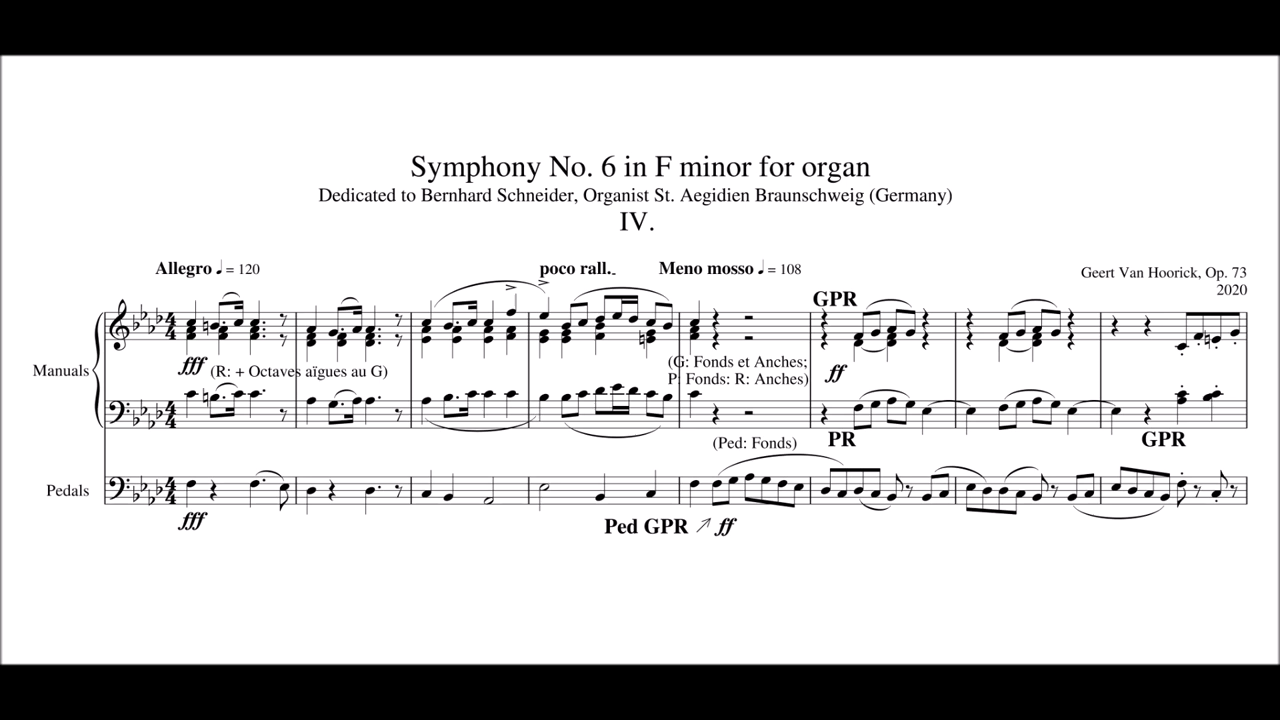 Symphony No. 6 in F minor for organ
Dedicated to Bernhard Schneider, Organist St. Aegidien Braunschweig (Germany)
IV.
Allegro ♩ = 120
poco rall.
Meno mosso ♩ = 108
Geert Van Hoorick, Op. 73
2020
GPR
Manuals
fff
(R: + Octaves aïgues au G)
(G: Fonds et Anches;
P: Fonds: R: Anches)
ff
(Ped: Fonds)
PR
GPR
Pedals
fff
Ped GPR ↗ ff